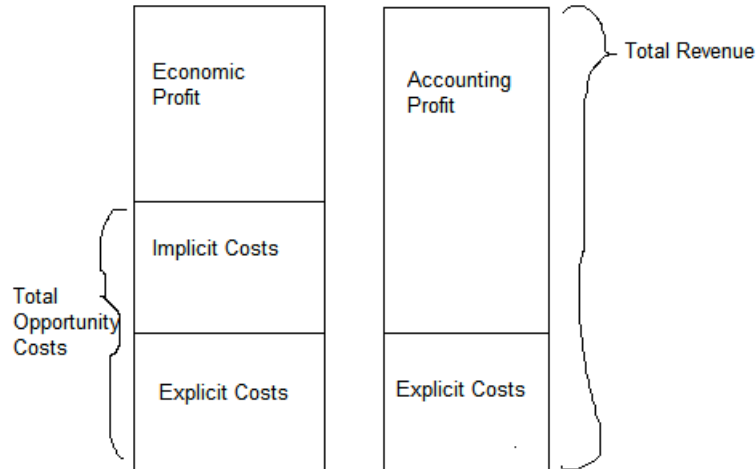 Economic
Profit
Implicit Costs
Explicit Costs
Total
Opportunity
Costs
Accounting
Profit
Explicit Costs
Total Revenue